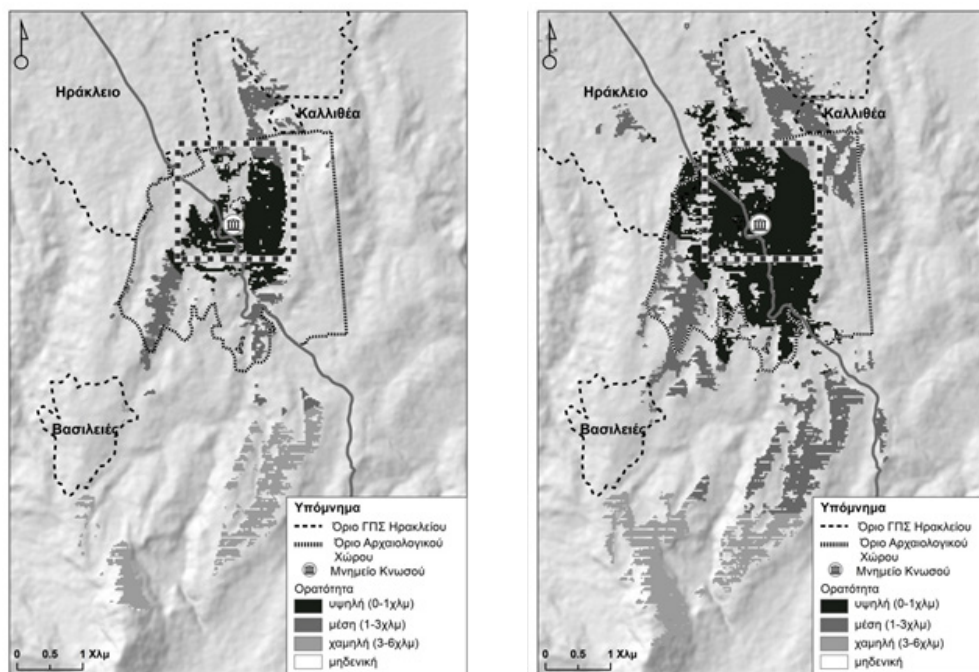 Ηράκλειο
Καλλιθέα
Βασιλειές
Υπόμνημα
Όριο ΓΠΣ Ηρακλείου
Όριο Αρχαιολογικού
Χώρου
Μνημείο Κνωσού
Ορατότητα
υψηλή (0-1χλμ)
μέση (1-3χλμ)
χαμηλή (3-6χλμ)
μηδενική
0 0.5 1 Χλμ
Ηράκλειο
Καλλιθέα
Βασιλειές
Υπόμνημα
Όριο ΓΠΣ Ηρακλείου
Όριο Αρχαιολογικού
Χώρου
Μνημείο Κνωσού
Ορατότητα
υψηλή (0-1χλμ)
μέση (1-3χλμ)
χαμηλή (3-6χλμ)
μηδενική
0 0.5 1 Χλμ